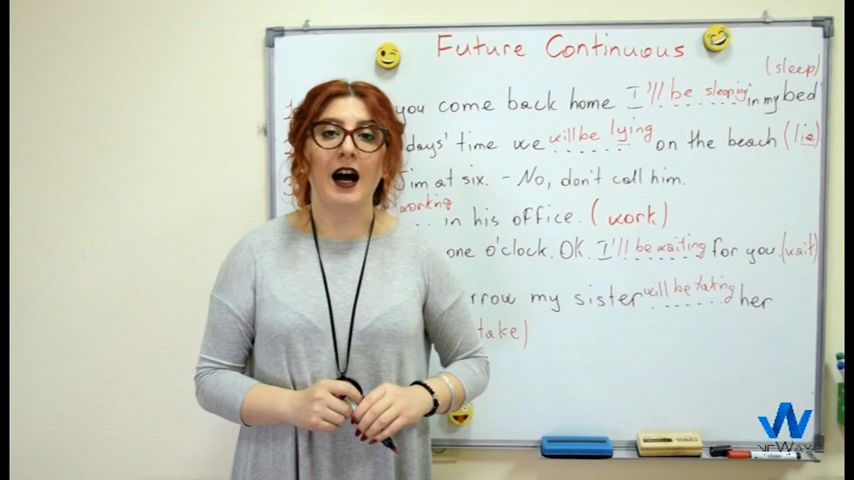 Future Continuous
(sleep)
you come back home I'll be sleeping in my bed
days' time we will be lying on the beach (lie)
Jim at six. - No, don't call him.
working in his office. (work)
one o'clock. OK. I'll be waiting for you. (wait)
rrow my sister will be taking her
take)
NEWAY